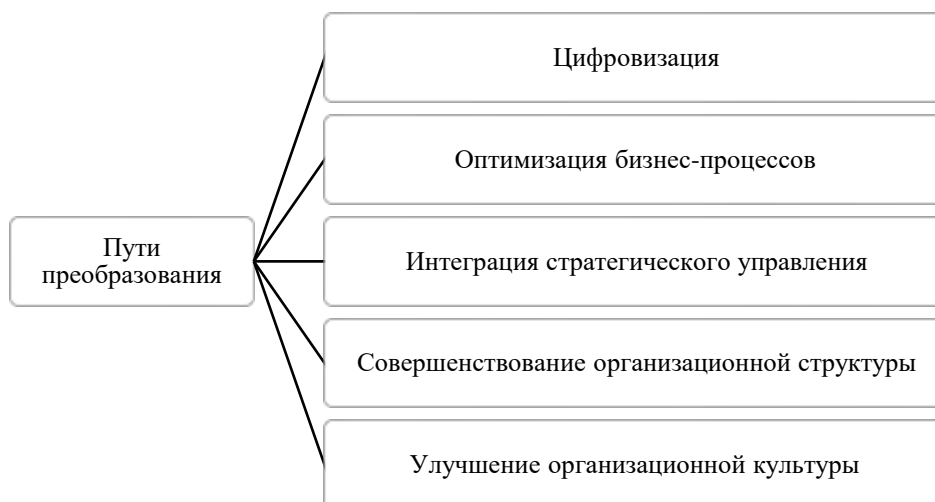 Цифровизация
Оптимизация бизнес-процессов
Пути
преобразования
Интеграция стратегического управления
Совершенствование организационной структуры
Улучшение организационной культуры